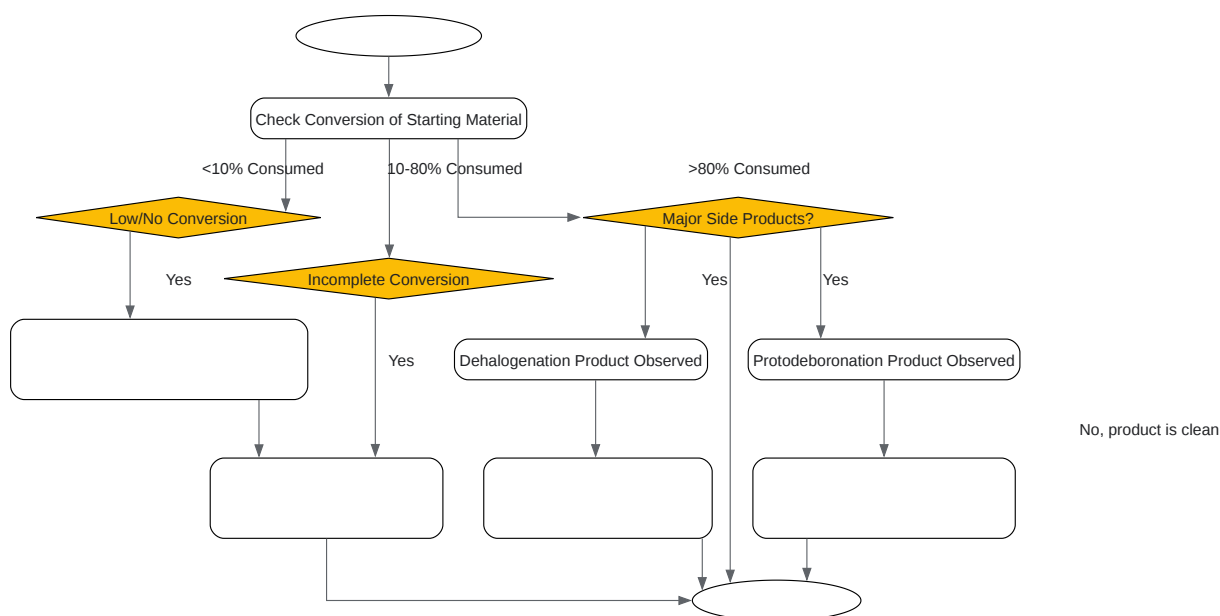 Check Conversion of Starting Material
<10% Consumed
10-80% Consumed
>80% Consumed
Low/No Conversion
Major Side Products?
Yes
Incomplete Conversion
Yes
Yes
Yes
Dehalogenation Product Observed
Protodeboronation Product Observed
No, product is clean